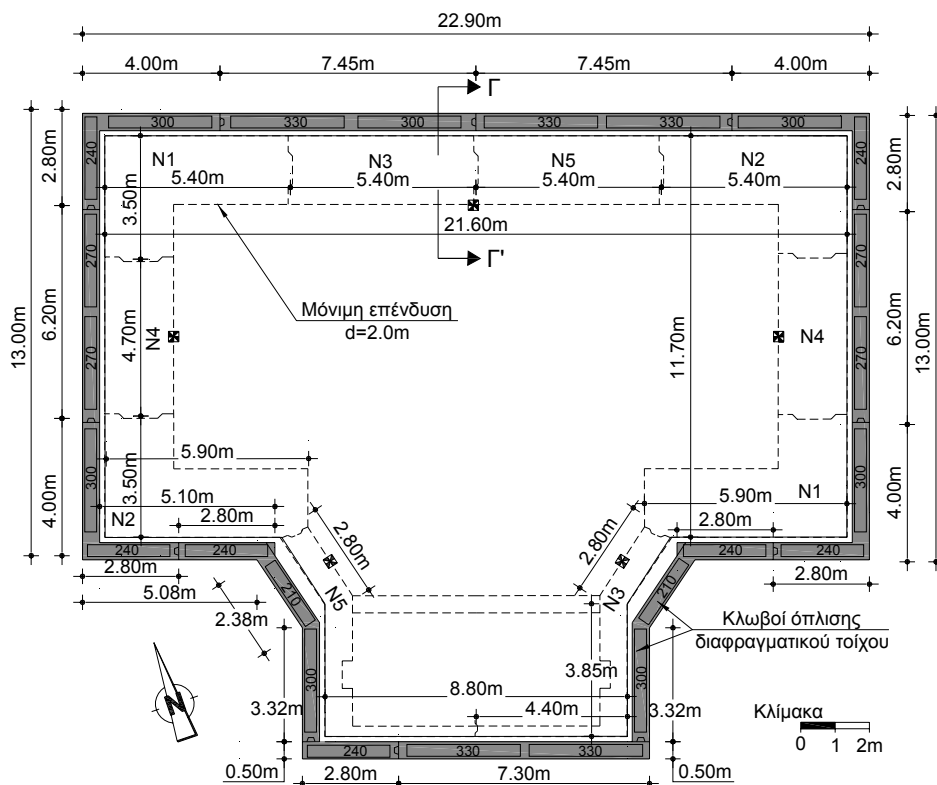 22.90m
4.00m 7.45m 7.45m 4.00m
Γ
300 330 300 330 330 300
240 240
N1 N3 N5 N2
5.40m 5.40m 5.40m 5.40m
2.80m 3.50m 2.80m
21.60m
Γ'
270 270
Μόνιμη επένδυση
d=2.0m
13.00m 6.20m 4.70m N4 11.70m N4 6.20m 13.00m
270 270
5.90m
4.00m 300 3.50m 5.10m 5.90m N1 300 4.00m
N2 2.80m 2.80m
2.80m 2.80m
240 240 240 240
2.80m 2.80m
5.08m
210 210
2.38m N5 N3
Κλωβοί όπλισης
διαφραγματικού τοίχου
300 300
3.85m
8.80m
3.32m 4.40m 3.32m
N
Κλίμακα
0 1 2m
240 330 330
0.50m 2.80m 7.30m 0.50m